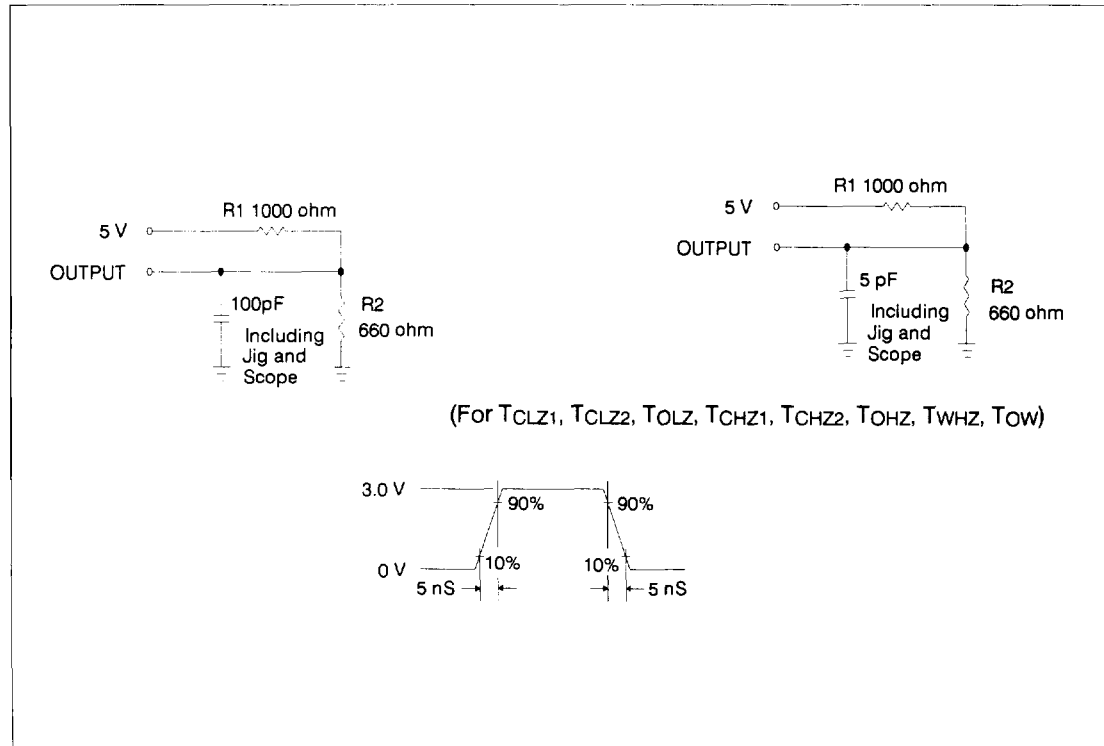 R1 1000 ohm
5 V
OUTPUT
100pF
Including
Jig and
Scope
R2
660 ohm
R1 1000 ohm
5 V
OUTPUT
5 pF
Including
Jig and
Scope
R2
660 ohm
(For TCLZ1, TCLZ2, TOLZ, TCHZ1, TCHZ2, TOHZ, TWHZ, TOW)
3.0 V
90%
90%
10%
10%
0 V
5 nS
5 nS